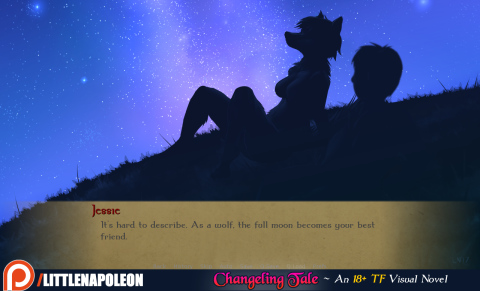 Jessie
It's hard to describe. As a wolf, the full moon becomes your best
friend.
/LITTLENAPOLEON
Changeling Tale ~ An 18+ TF Visual Novel